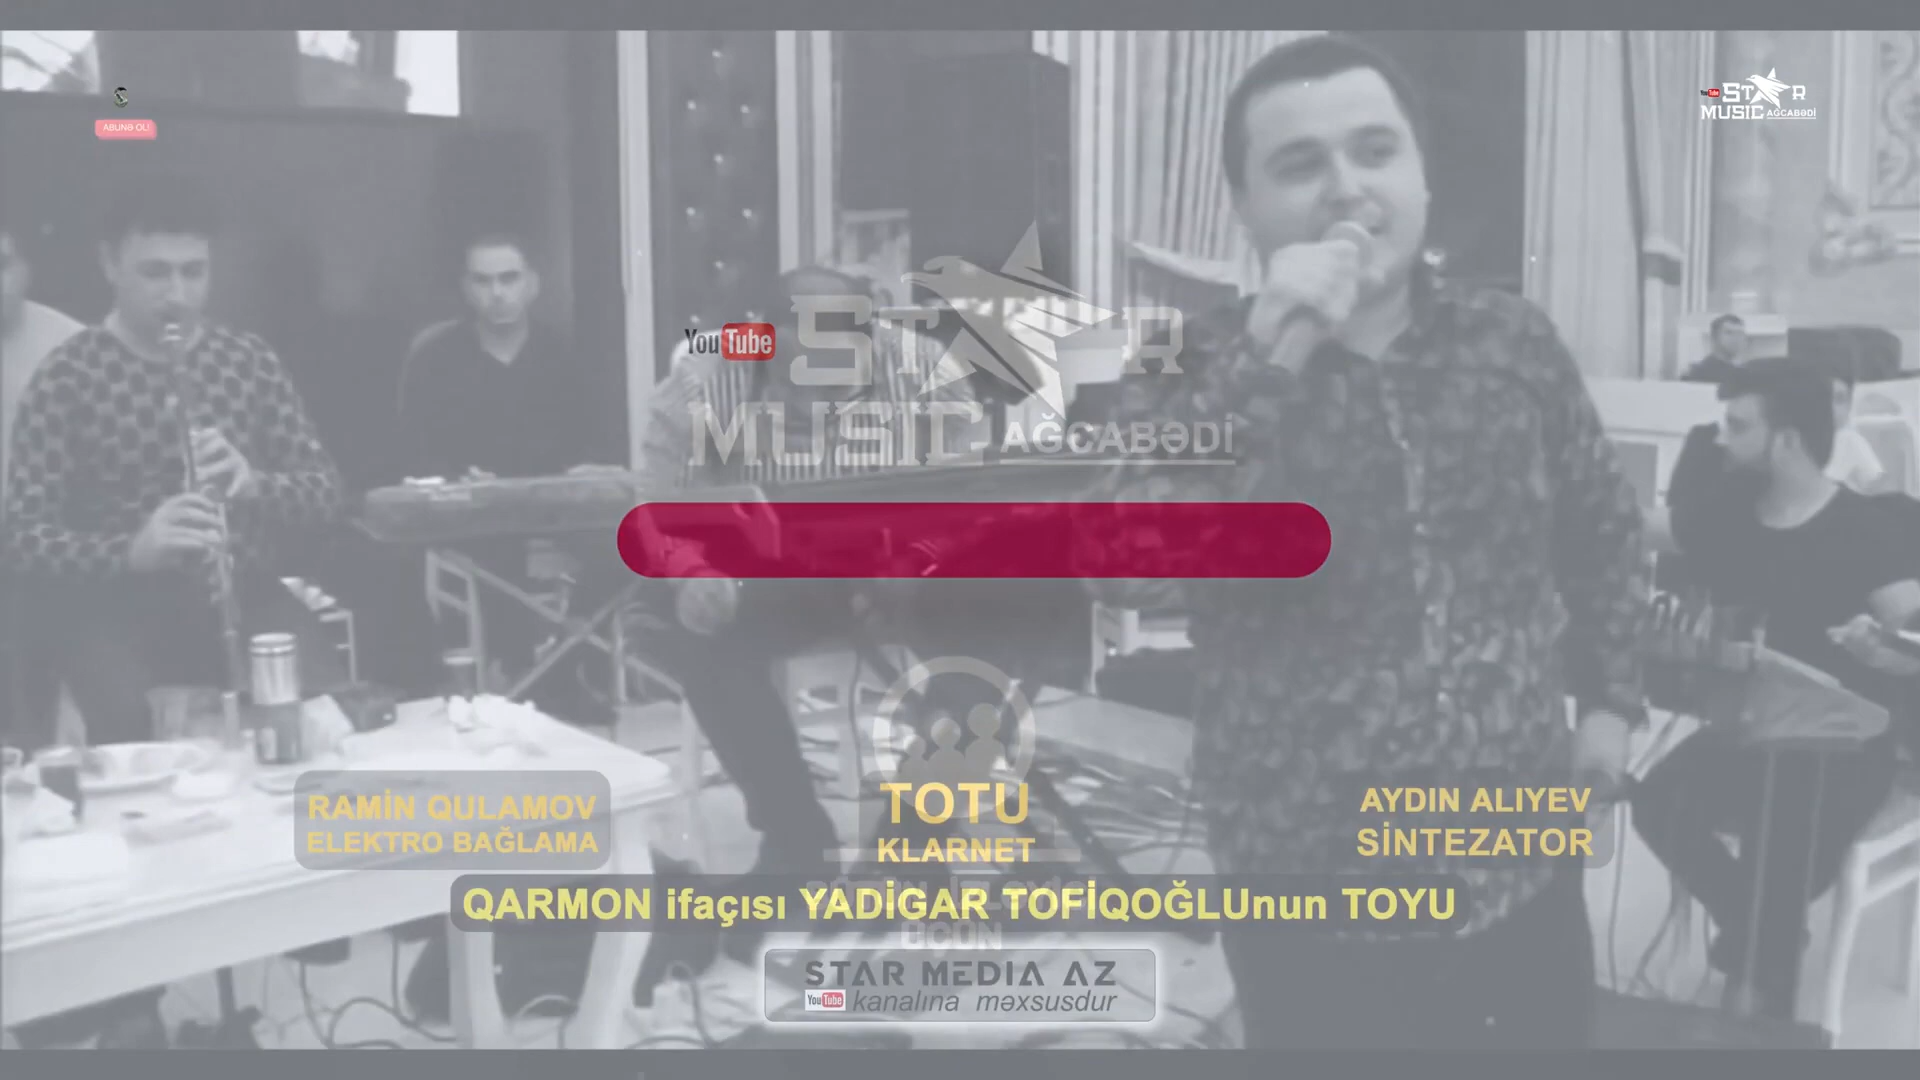 ABUNƏ OL!
YouTube STAR
MUSIC AĞCABƏDİ
YouTube STAR
MUSIC AĞCABƏDİ
RAMİN QULAMOV
ELEKTRO BAĞLAMA
TOTU
KLARNET
AYDIN ALIYEV
SİNTEZATOR
QARMON ifaçısı YADİGAR TOFİQOĞLUnun TOYU
ÜÇÜN
STAR MEDIA AZ
YouTube kanalına məxsusdur